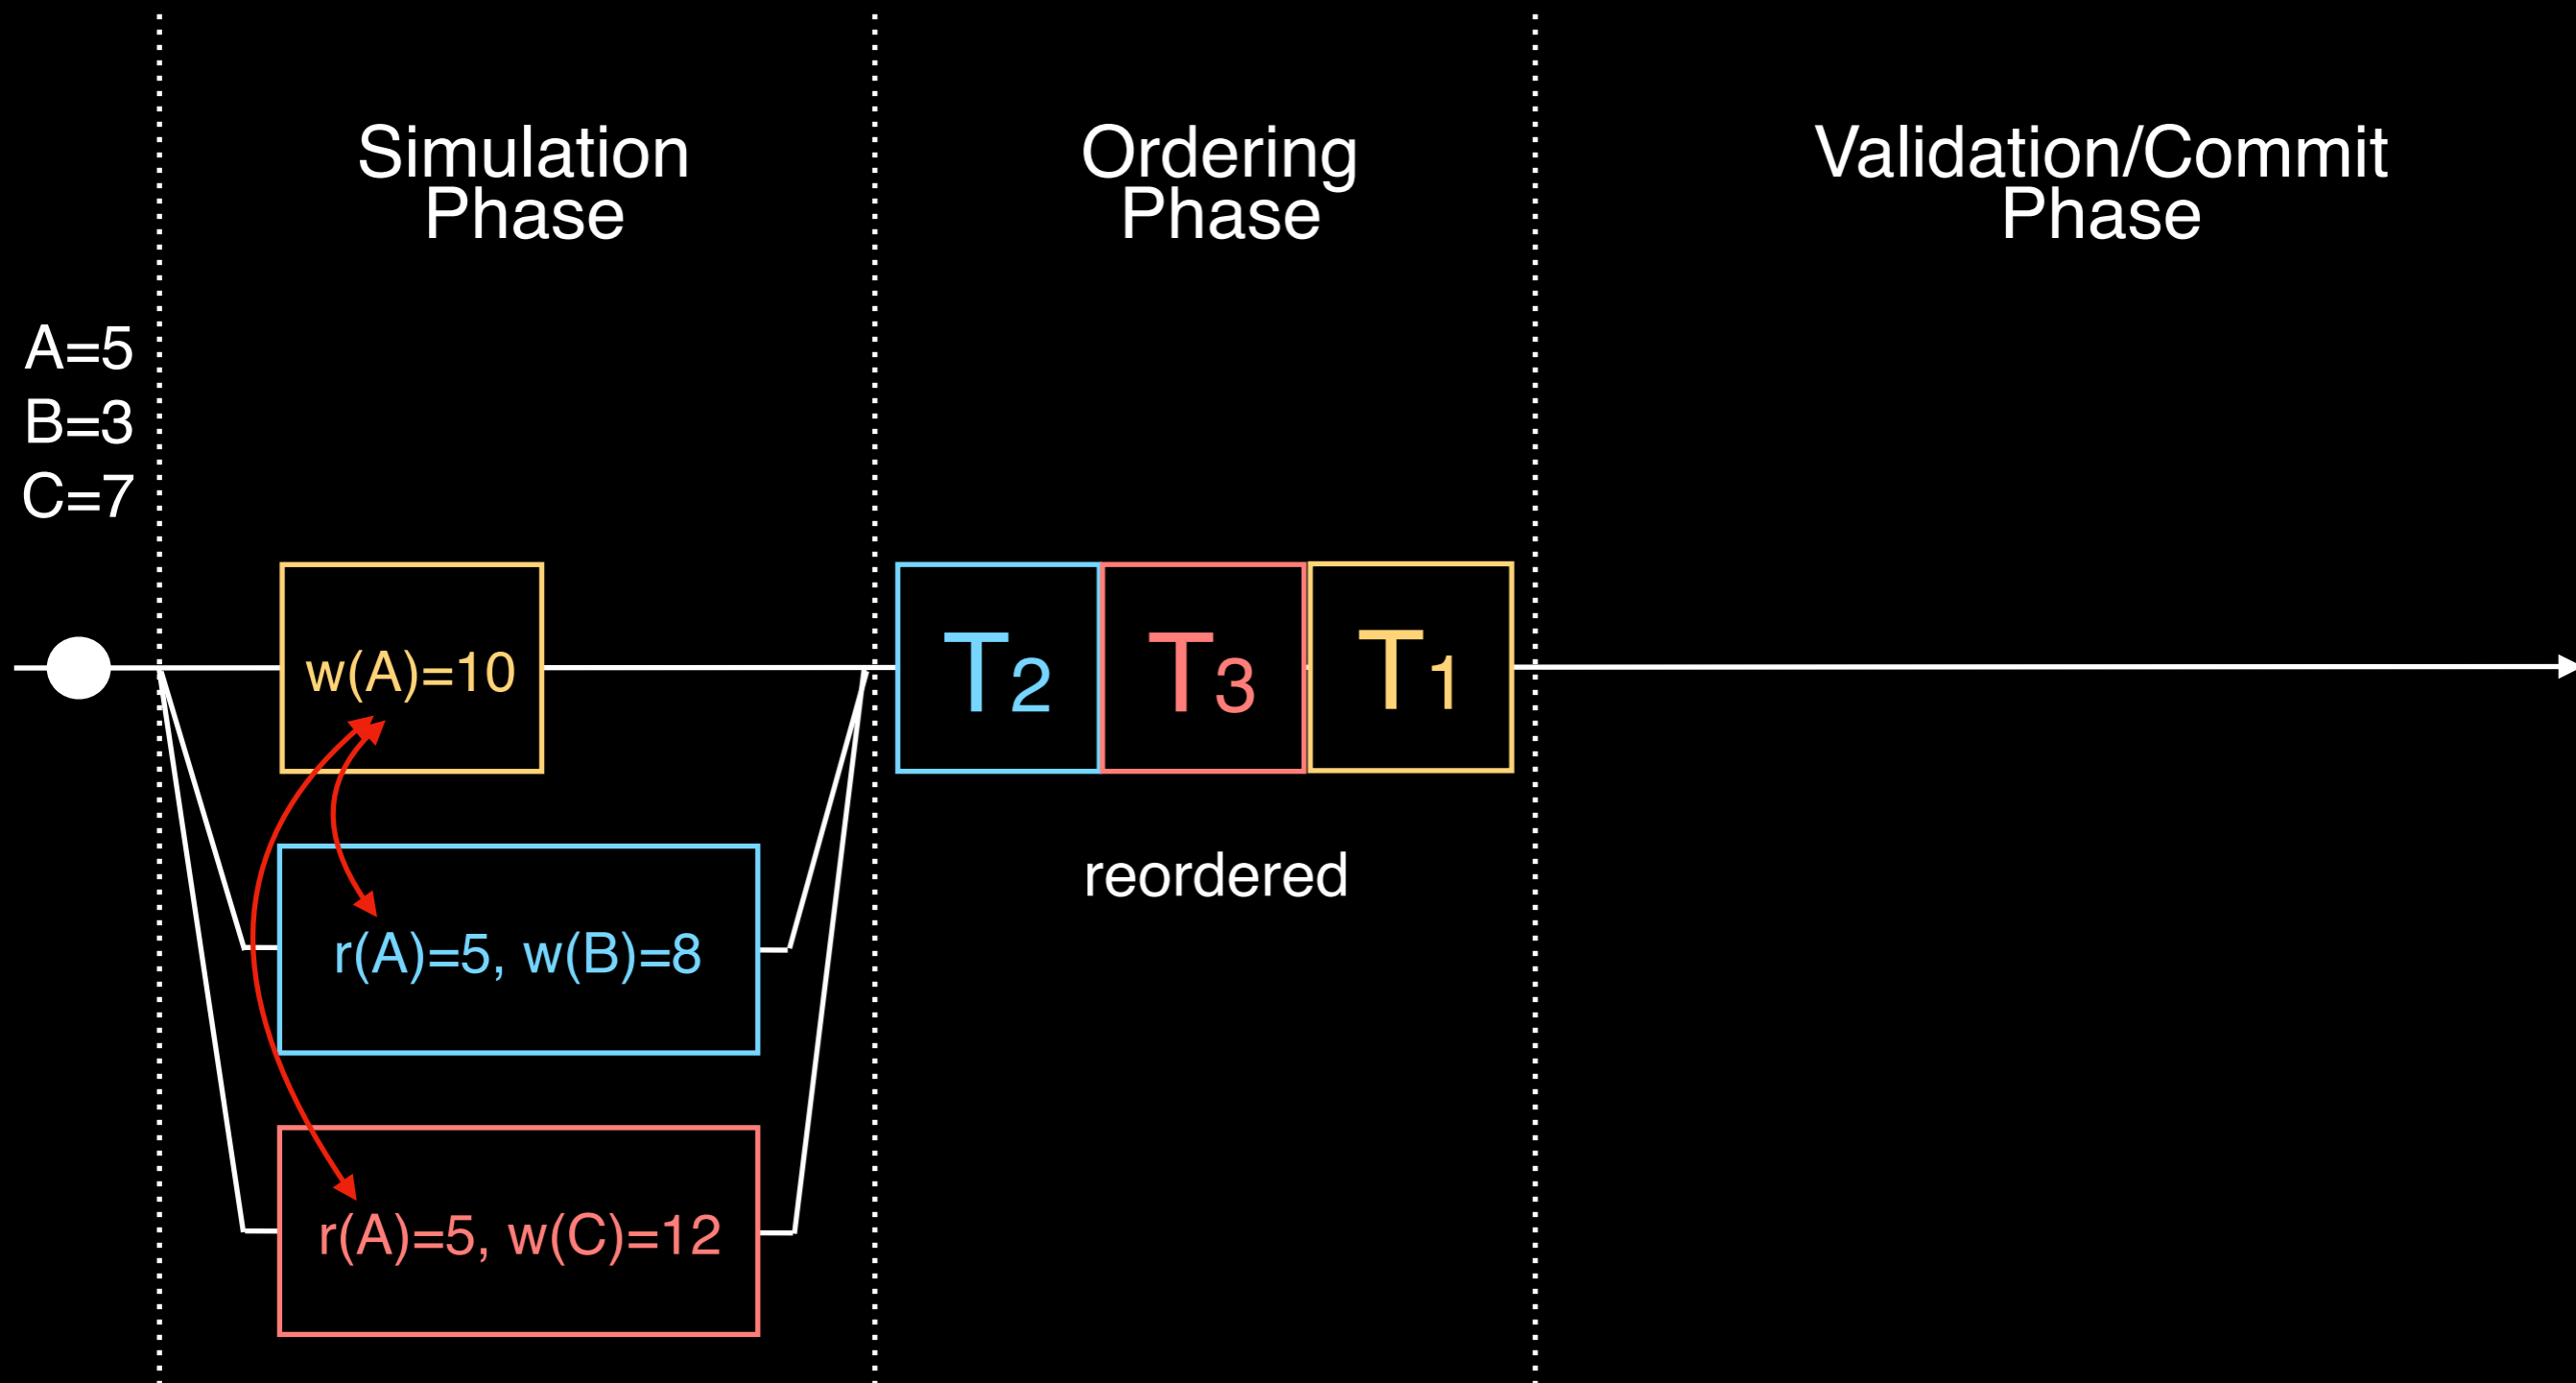 Simulation
Phase
Ordering
Phase
Validation/Commit
Phase
A=5
B=3
C=7
w(A)=10
T2
T3
T1
reordered
r(A)=5, w(B)=8
r(A)=5, w(C)=12